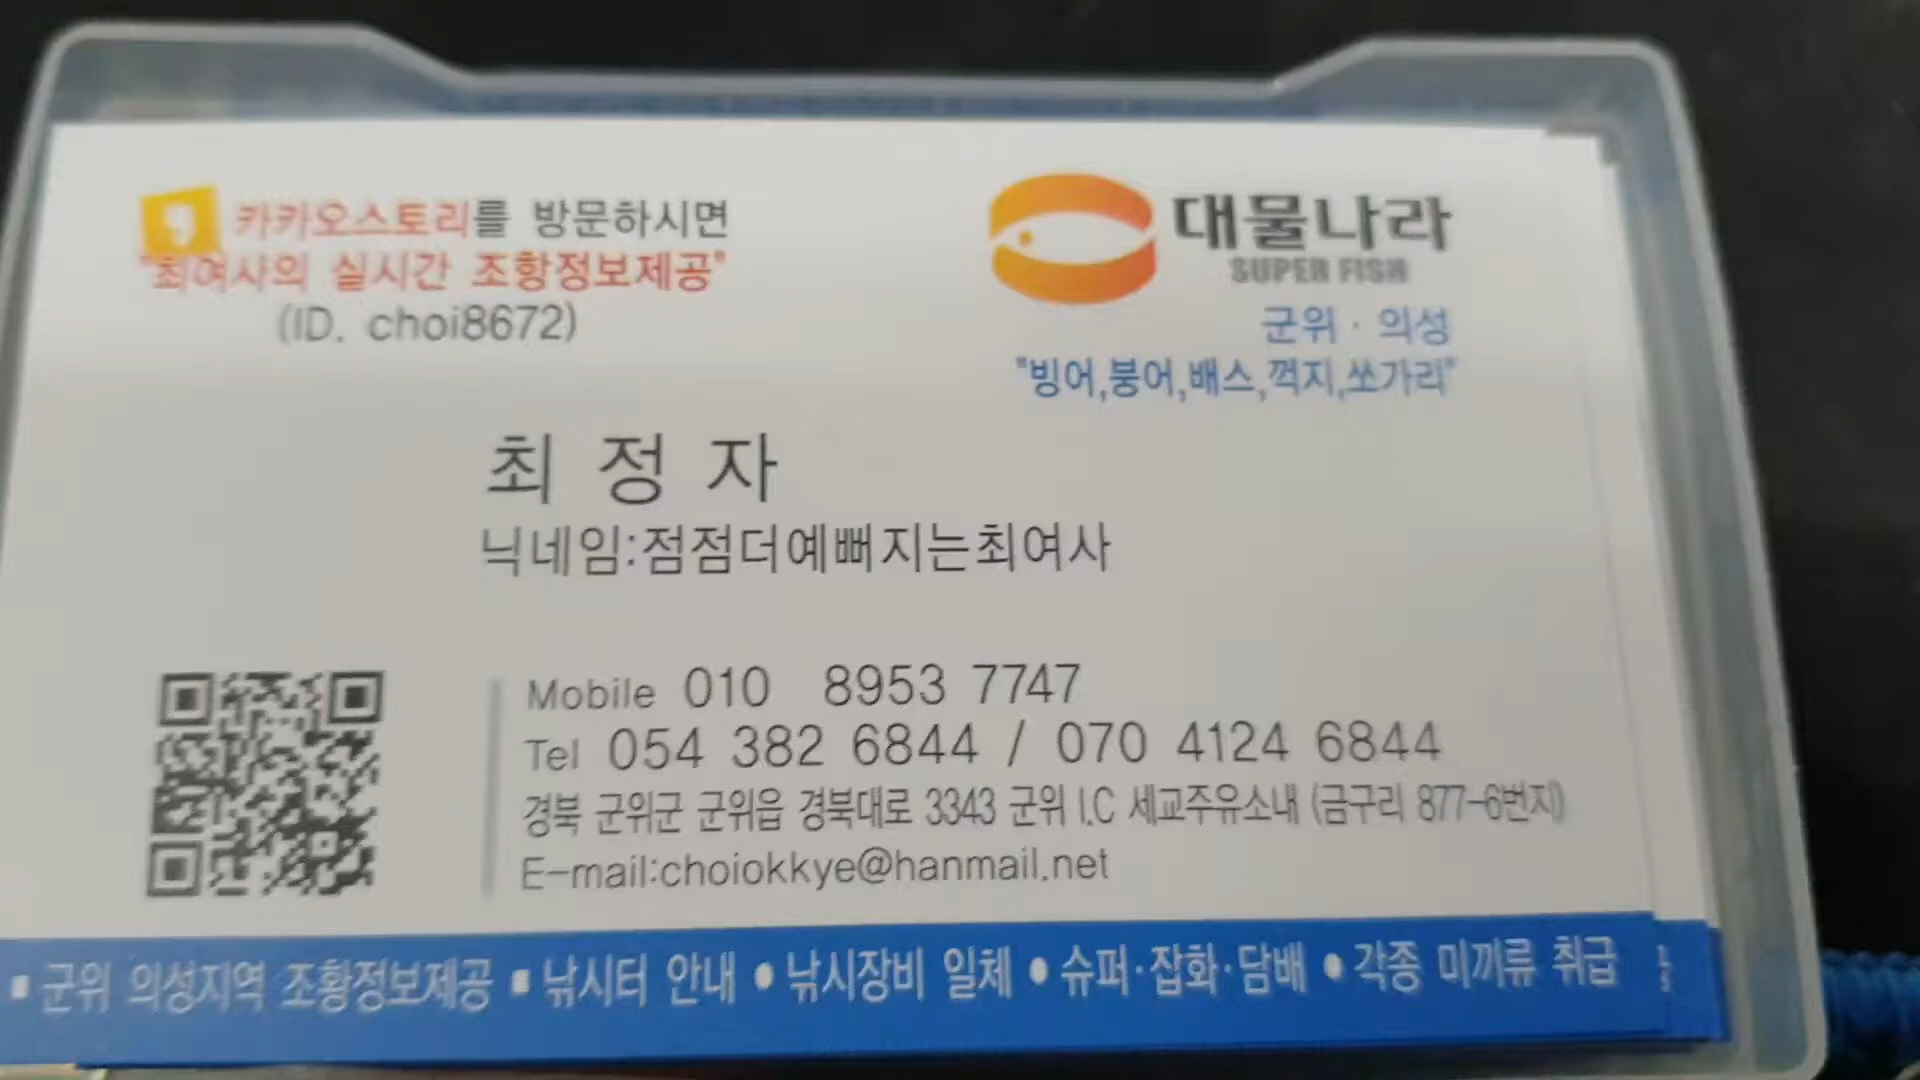 카카오스토리를 방문하시면
"최여사의 실시간 조항정보제공"
(ID. choi8672)
대물나라
SUPER FISH
군위 · 의성
"빙어,붕어,배스,꺽지,쏘가리"
최 정 자
닉네임:점점더예뻐지는최여사
Mobile 010 8953 7747
Tel 054 382 6844 / 070 4124 6844
경북 군위군 군위읍 경북대로 3343 군위 I.C 세교주유소내 (금구리 877-6번지)
E-mail:choiokkye@hanmail.net
▪ 군위 의성지역 조황정보제공 ▪ 낚시터 안내 ● 낚시장비 일체 ● 슈퍼·잡화·담배 ● 각종 미끼류 취급